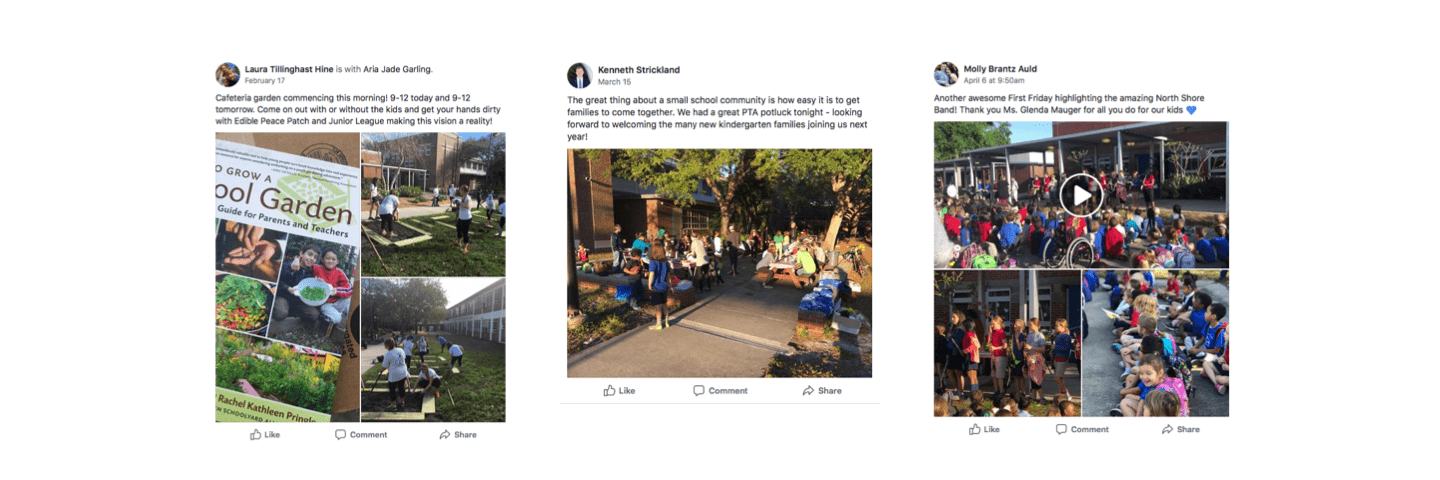 Laura Tillinghast Hine is with Aria Jade Garling.
February 17
Cafeteria garden commencing this morning! 9-12 today and 9-12
tomorrow. Come on out with or without the kids and get your hands dirty
with Edible Peace Patch and Junior League making this vision a reality!
O GROW A
ool Garden
Guide for Parents and Teachers
Rachel Kathleen Pringle
Like Comment Share
Kenneth Strickland
March 15
The great thing about a small school community is how easy it is to get
families to come together. We had a great PTA potluck tonight - looking
forward to welcoming the many new kindergarten families joining us next
year!
Like Comment Share
Molly Brantz Auld
April 6 at 9:50am
Another awesome First Friday highlighting the amazing North Shore
Band! Thank you Ms. Glenda Mauger for all you do for our kids 💙
Like Comment Share